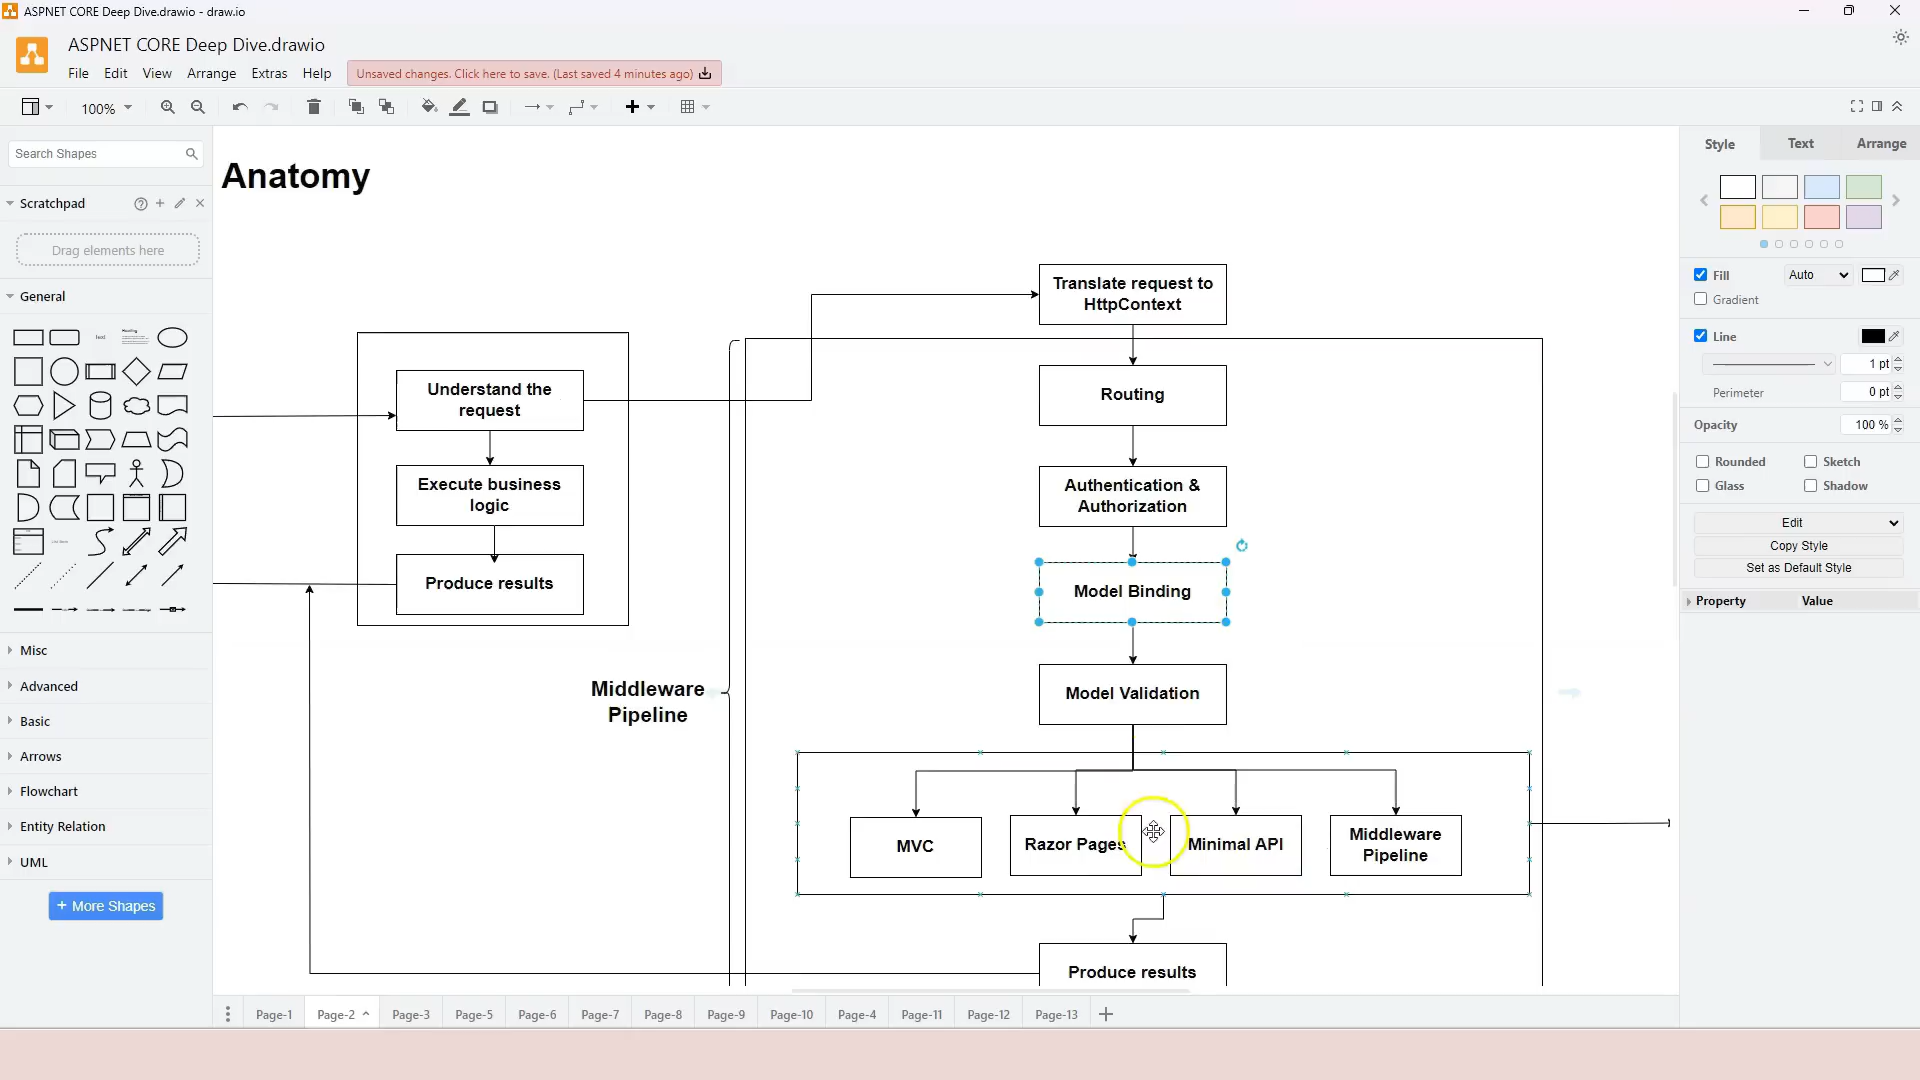 ASPNET CORE Deep Dive.drawio - draw.io
ASPNET CORE Deep Dive.drawio
File Edit View Arrange Extras Help
Unsaved changes. Click here to save. (Last saved 4 minutes ago)
100%
Search Shapes
Scratchpad
Drag elements here
General
Text
Heading
Misc
Advanced
Basic
Arrows
Flowchart
Entity Relation
UML
+ More Shapes
Anatomy
Understand the
request
Execute business
logic
Produce results
Middleware
Pipeline
Translate request to
HttpContext
Routing
Authentication &
Authorization
Model Binding
Model Validation
MVC
Razor Pages
Minimal API
Middleware
Pipeline
Produce results
Style Text Arrange
Fill Auto
Gradient
Line
1 pt
Perimeter 0 pt
Opacity 100 %
Rounded Sketch
Glass Shadow
Edit
Copy Style
Set as Default Style
Property Value
Page-1 Page-2 Page-3 Page-5 Page-6 Page-7 Page-8 Page-9 Page-10 Page-4 Page-11 Page-12 Page-13